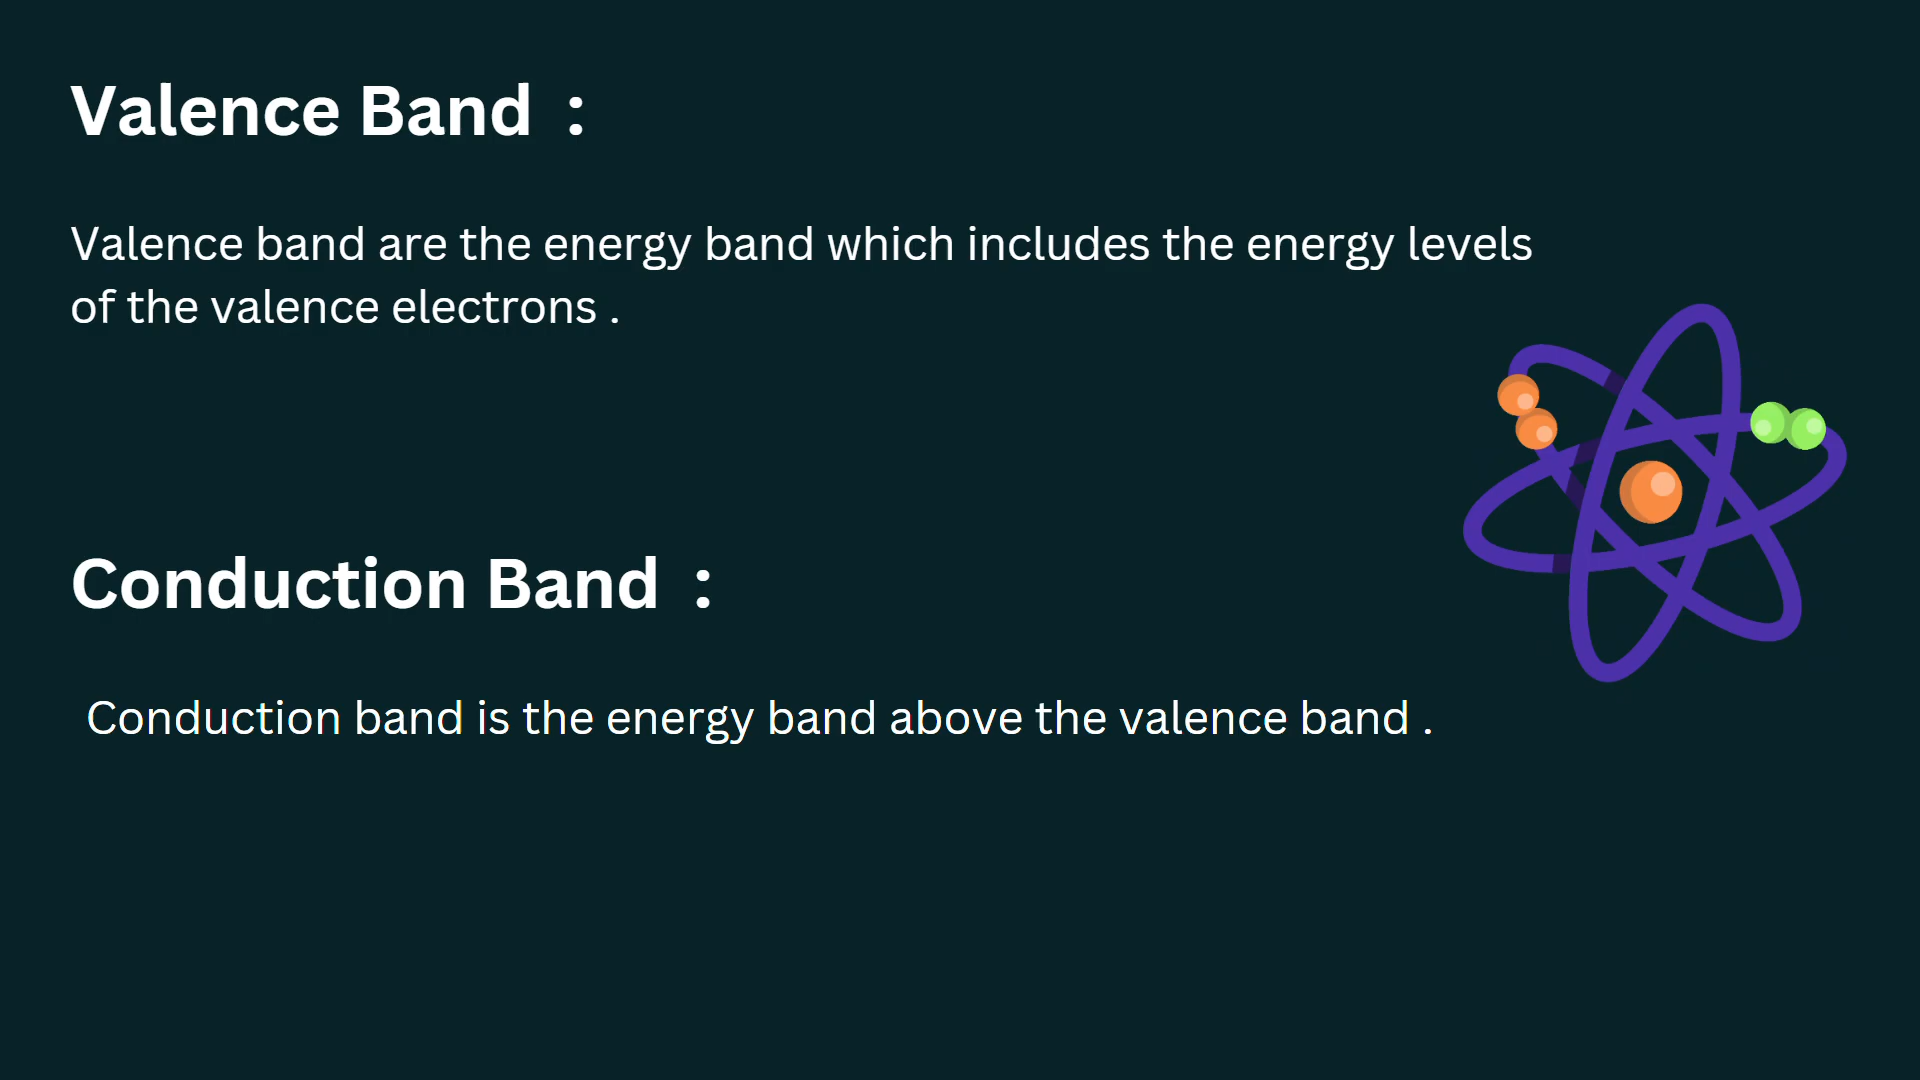 Valence Band :
Valence band are the energy band which includes the energy levels
of the valence electrons .
Conduction Band :
Conduction band is the energy band above the valence band .